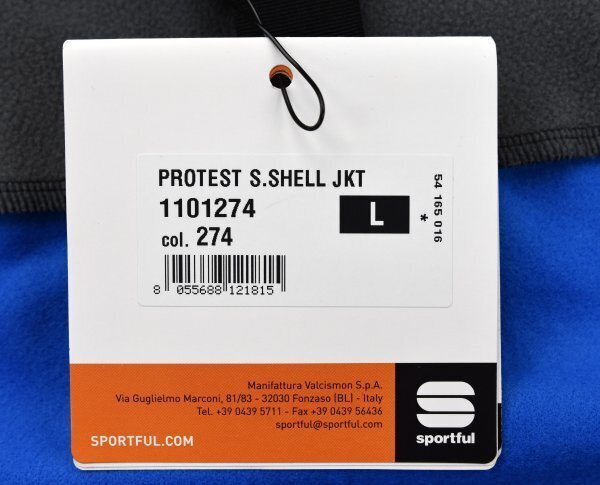 PROTEST S.SHELL JKT
1101274
col. 274
L
54 165 016
*
8 055688 121815
Manifattura Valcismon S.p.A.
Via Guglielmo Marconi, 81/83 - 32030 Fonzaso (BL) - Italy
Tel. +39 0439 5711 - Fax +39 0439 56436
sportful@sportful.com
SPORTFUL.COM
S
sportful